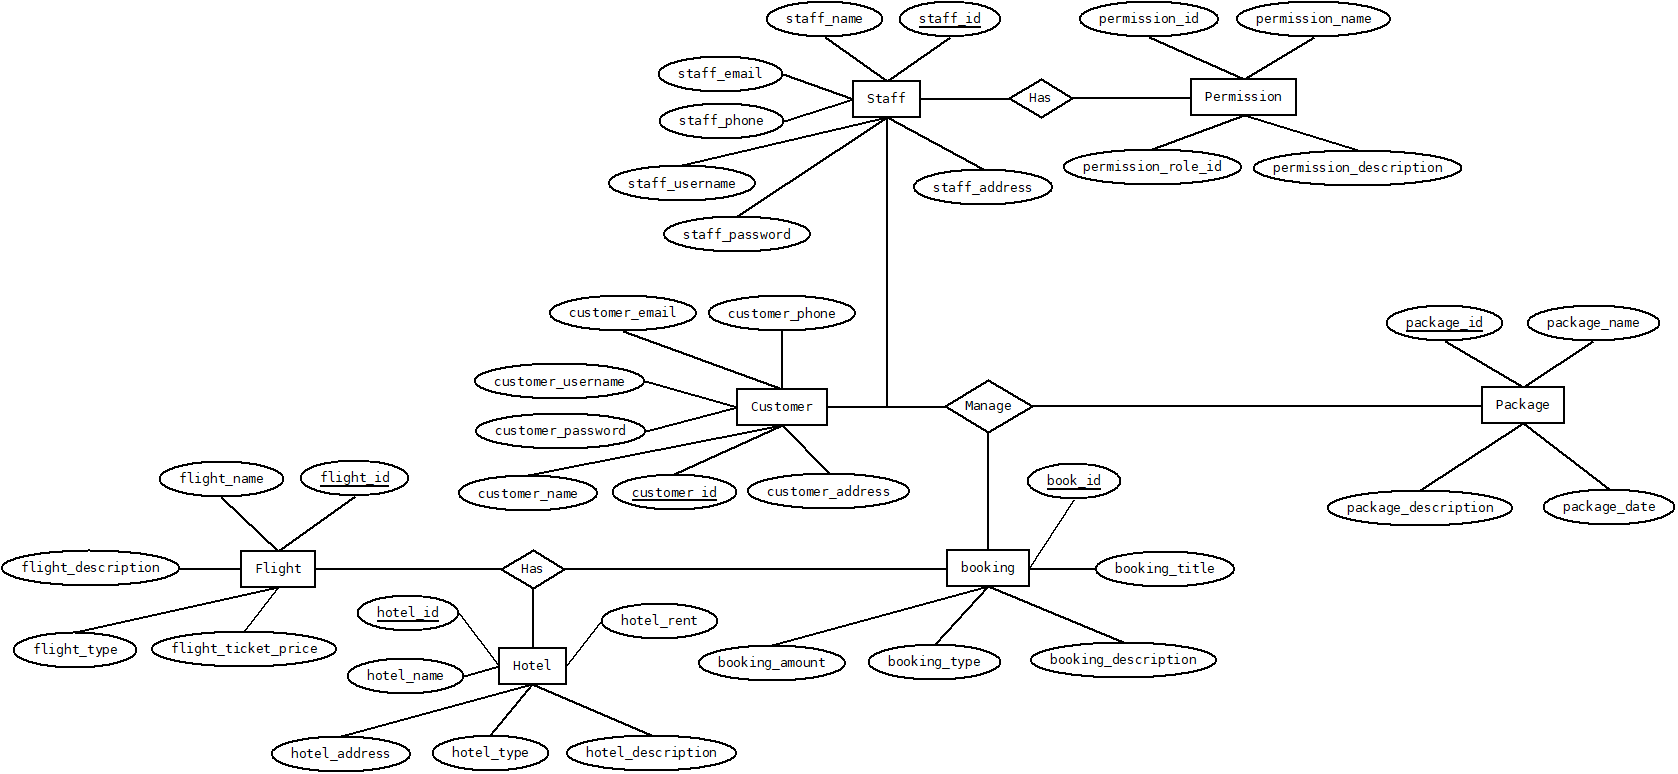 staff_name
staff_id
permission_id
permission_name
staff_email
Staff
Has
Permission
staff_phone
permission_role_id
permission_description
staff_username
staff_address
staff_password
customer_email
customer_phone
package_id
package_name
customer_username
Customer
Manage
Package
customer_password
flight_name
flight_id
customer_name
customer_id
customer_address
book_id
package_description
package_date
flight_description
Flight
Has
booking
booking_title
hotel_id
hotel_rent
flight_type
flight_ticket_price
hotel_name
Hotel
booking_amount
booking_type
booking_description
hotel_address
hotel_type
hotel_description